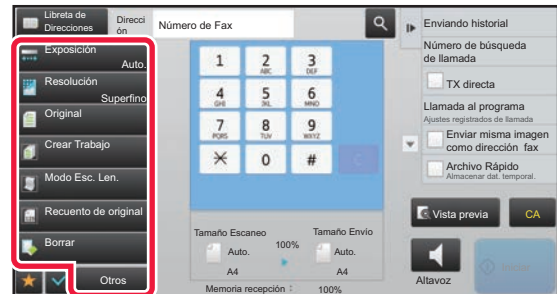 Libreta de
Direcciones
Direcci
ón
Número de Fax
Exposición
Auto.
Resolución
Superfino
Original
Crear Trabajo
Modo Esc. Len.
Recuento de original
Borrar
Otros
1
2
ABC
3
DEF
4
GHI
5
JKL
6
MNO
7
PQRS
8
TUV
9
WXYZ
0
#
C
Tamaño Escaneo
Tamaño Envío
100%
Auto.
Auto.
A4
A4
Memoria recepción :
100%
Enviando historial
Número de búsqueda
de llamada
TX directa
Llamada al programa
Ajustes registrados de llamada
Enviar misma imagen
como dirección fax
Archivo Rápido
Almacenar dat. temporal.
Vista previa
CA
Altavoz